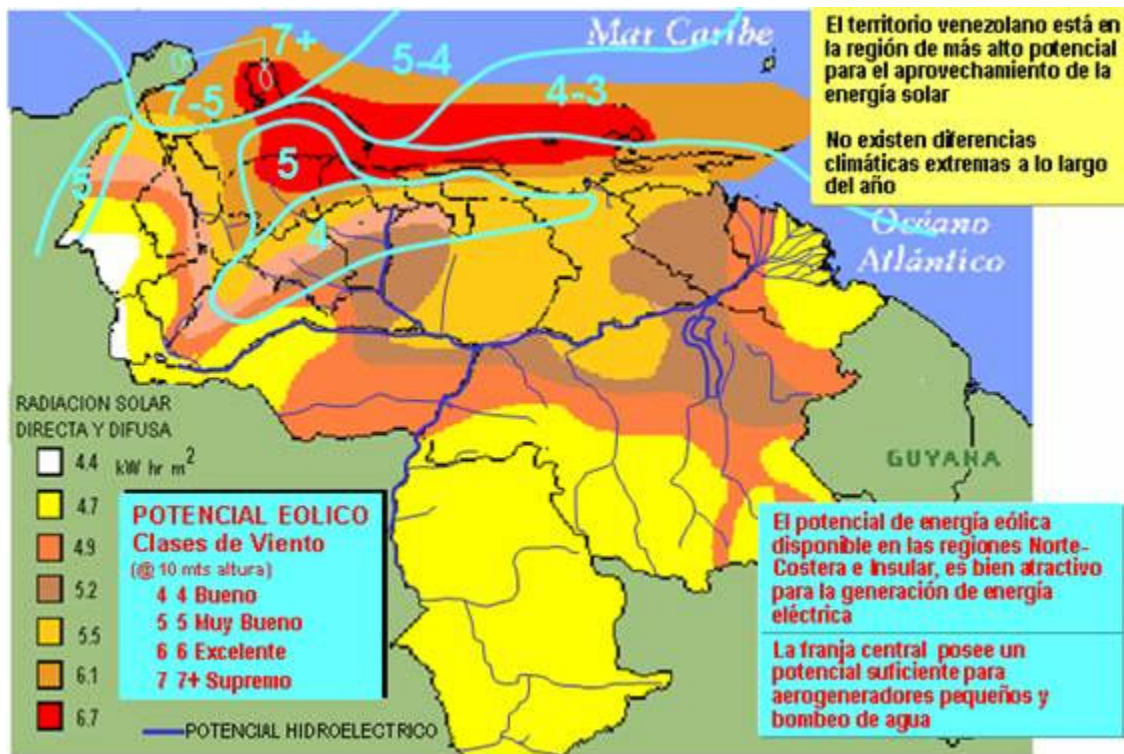 7+
Mar Caribe
5-4
7-5
4-3
5
4
El territorio venezolano está en
la región de más alto potencial
para el aprovechamiento de la
energía solar
No existen diferencias
climáticas extremas a lo largo
del año
Océano
Atlántico
GUYANA
RADIACION SOLAR
DIRECTA Y DIFUSA
4.4 kW hr m²
4.7
4.9
5.2
5.5
6.1
6.7
POTENCIAL EOLICO
Clases de Viento
(@ 10 mts altura)
4 4 Bueno
5 5 Muy Bueno
6 6 Excelente
7 7+ Supremo
POTENCIAL HIDROELECTRICO
El potencial de energía eólica
disponible en las regiones Norte-
Costera e Insular, es bien atractivo
para la generación de energía
eléctrica
La franja central posee un
potencial suficiente para
aerogeneradores pequeños y
bombeo de agua